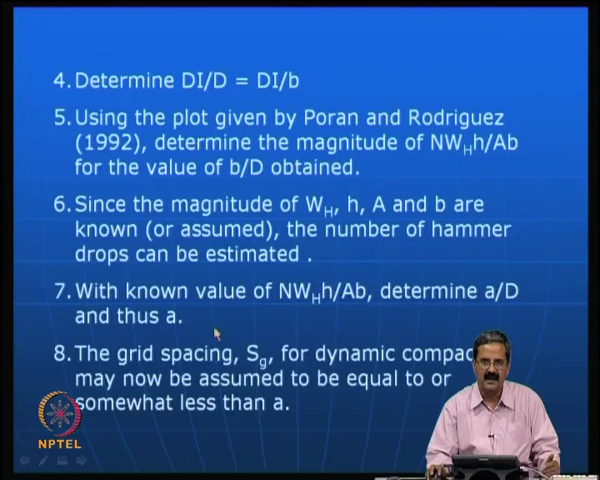 4. Determine DI/D = DI/b
5. Using the plot given by Poran and Rodriguez
(1992), determine the magnitude of NWHh/Ab
for the value of b/D obtained.
6. Since the magnitude of WH, h, A and b are
known (or assumed), the number of hammer
drops can be estimated .
7. With known value of NWHh/Ab, determine a/D
and thus a.
8. The grid spacing, Sg, for dynamic
may now be assumed to be equal to or
somewhat less than a.
NPTEL